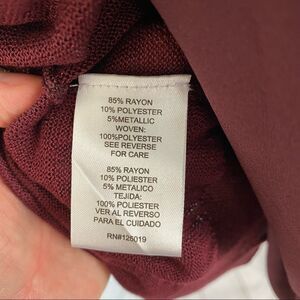 85% RAYON
10% POLYESTER
5%METALLIC
WOVEN:
100%POLYESTER
SEE REVERSE
FOR CARE
85% RAYON
10% POLIESTER
5% METALICO
TEJIDA:
100% POLIESTER
VER AL REVERSO
PARA EL CUIDADO
RN#126019